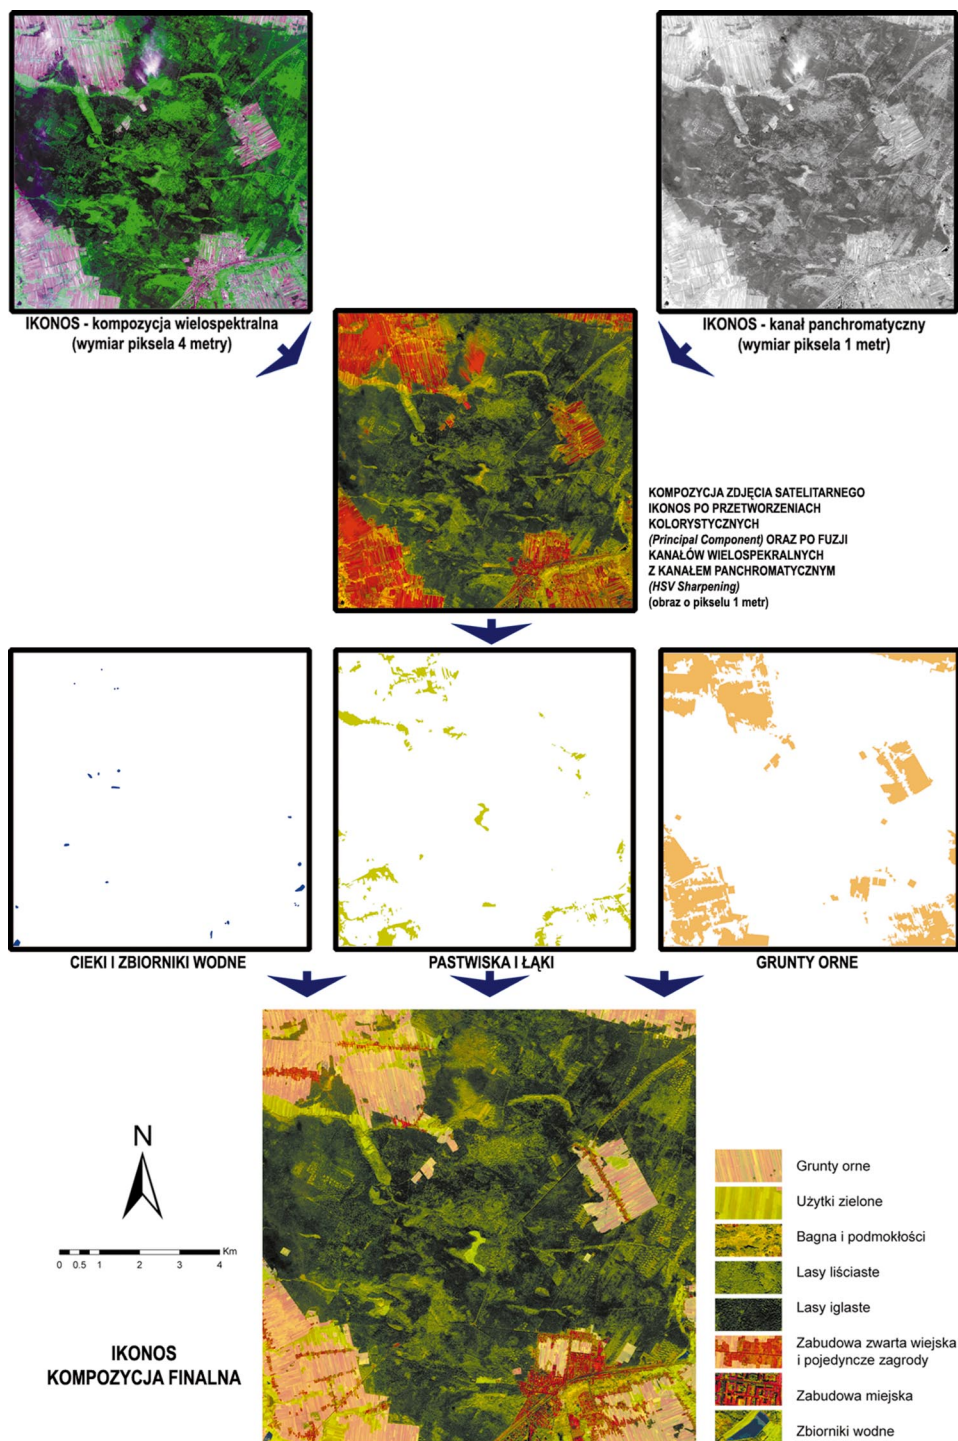 IKONOS - kompozycja wielospektralna
(wymiar piksela 4 metry)
IKONOS - kanał panchromatyczny
(wymiar piksela 1 metr)
KOMPOZYCJA ZDJĘCIA SATELITARNEGO
IKONOS PO PRZETWORZENIACH
KOLORYSTYCZNYCH
(Principal Component) ORAZ PO FUZJI
KANAŁÓW WIELOSPEKRALNYCH
Z KANAŁEM PANCHROMATYCZNYM
(HSV Sharpening)
(obraz o pikselu 1 metr)
CIEKI I ZBIORNIKI WODNE
PASTWISKA I ŁĄKI
GRUNTY ORNE
N
Km
0 0.5 1 2 3 4
IKONOS
KOMPOZYCJA FINALNA
Grunty orne
Użytki zielone
Bagna i podmokłości
Lasy liściaste
Lasy iglaste
Zabudowa zwarta wiejska
i pojedyncze zagrody
Zabudowa miejska
Zbiorniki wodne